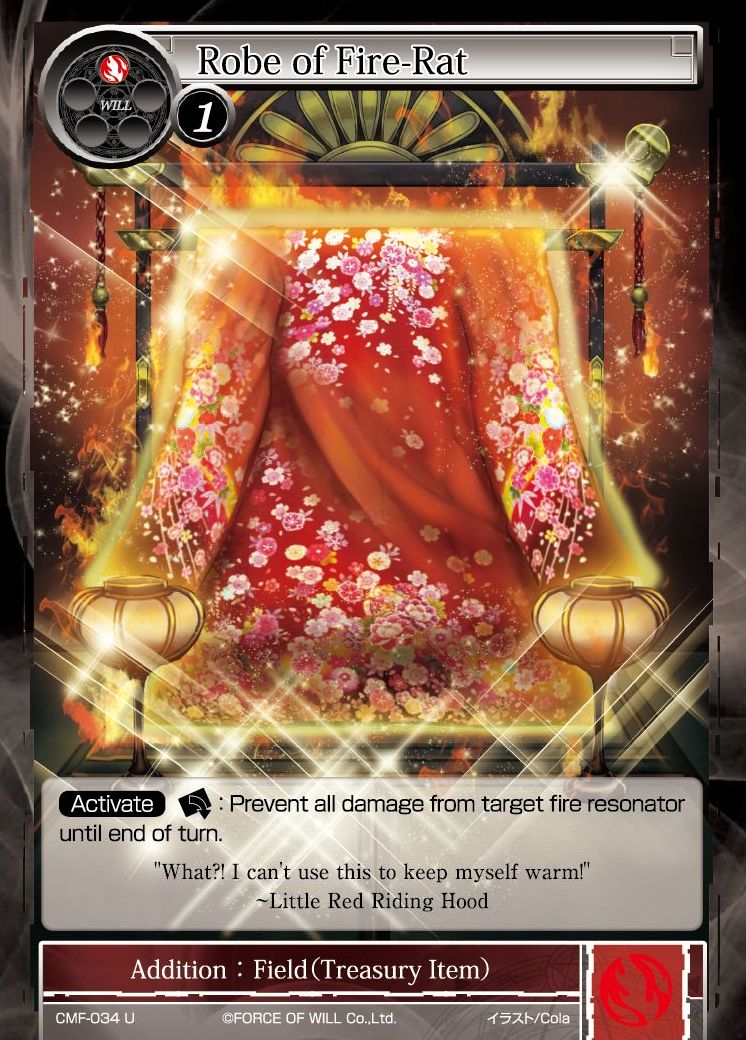 Robe of Fire-Rat
WILL
1
Activate : Prevent all damage from target fire resonator
until end of turn.
"What?! I can't use this to keep myself warm!"
~Little Red Riding Hood
Addition : Field(Treasury Item)
CMF-034 U ©FORCE OF WILL Co.,Ltd. イラスト/Cola